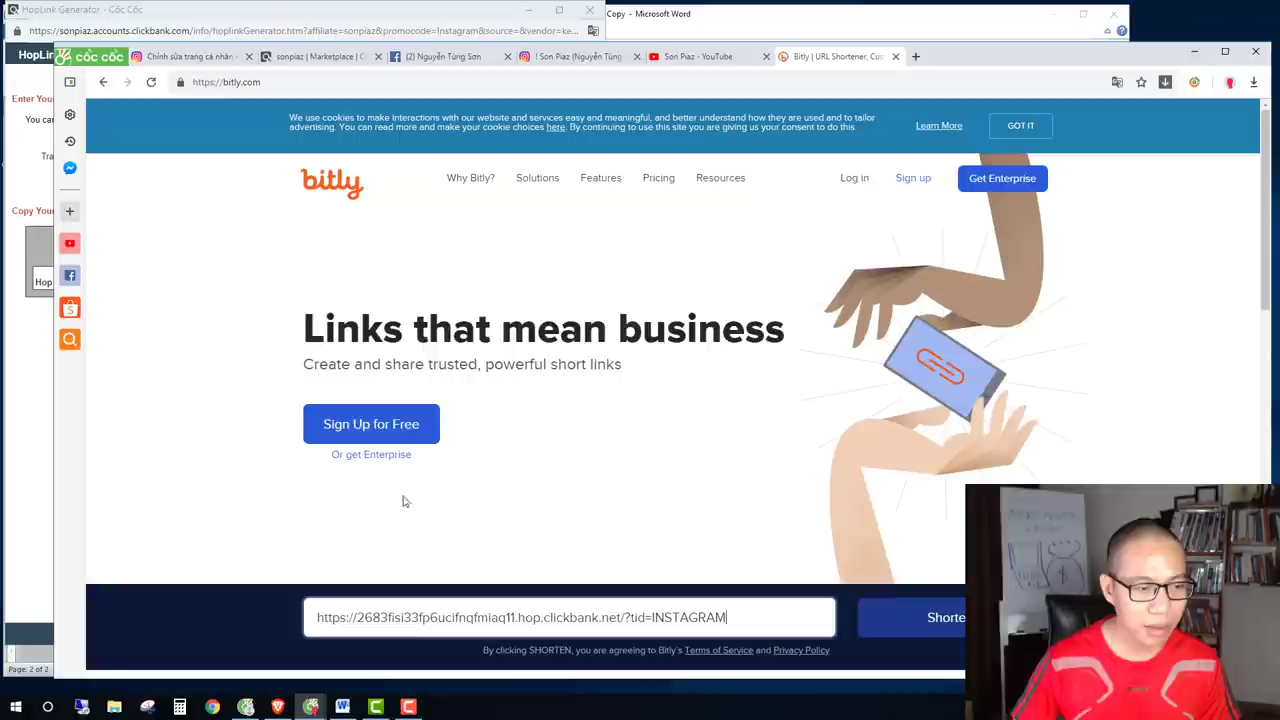 HopLink Generator - Cốc Cốc
Copy - Microsoft Word
https://sonpiaz.accounts.clickbank.com/info/hoplinkGenerator.htm?affiliate=sonpiaz&promocode=Instagram&source=&vendor=ke...
HopLin
CỐC CỐC
Chỉnh sửa trang cá nhân -
sonpiaz | Marketplace | C
(2) Nguyễn Tùng Sơn
! Son Piaz (Nguyễn Tùng
Son Piaz - YouTube
Bitly | URL Shortener, Cus
https://bitly.com
Enter You
You can
Tra
Copy You
Hop
We use cookies to make interactions with our website and services easy and meaningful, and better understand how they are used and to tailor
advertising. You can read more and make your cookie choices here. By continuing to use this site you are giving us your consent to do this.
Learn More
GOT IT
bitly
Why Bitly?
Solutions
Features
Pricing
Resources
Log in
Sign up
Get Enterprise
Links that mean business
Create and share trusted, powerful short links
Sign Up for Free
Or get Enterprise
https://2683fisi33fp6ucifnqfmiaq11.hop.clickbank.net/?tid=INSTAGRAM
Shorte
By clicking SHORTEN, you are agreeing to Bitly's Terms of Service and Privacy Policy
Page: 2 of 2